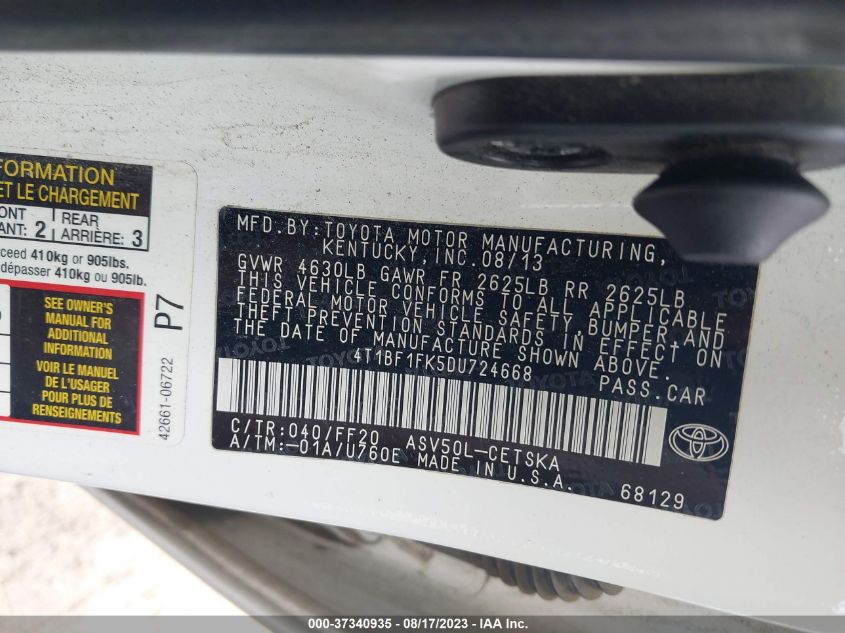 FORMATION
ET LE CHARGEMENT
ONT
ANT: 2
REAR
ARRIÈRE: 3
ceed 410kg or 905lbs.
dépasser 410kg ou 905lb.
SEE OWNER'S
MANUAL FOR
ADDITIONAL
INFORMATION
VOIR LE MANUEL
DE L'USAGER
POUR PLUS DE
RENSEIGNEMENTS
P7
42661-06722
MFD. BY: TOYOTA MOTOR MANUFACTURING,
KENTUCKY, INC. 08/13
GVWR 4630LB GAWR FR 2625LB RR 2625LB
THIS VEHICLE CONFORMS TO ALL APPLICABLE
FEDERAL MOTOR VEHICLE SAFETY, BUMPER, AND
THEFT PREVENTION STANDARDS IN EFFECT ON
THE DATE OF MANUFACTURE SHOWN ABOVE.
4T1BF1FK5DU724668
PASS. CAR
C/TR: 040/FF20 ASV50L-CETSKA
A/TM:-01A/U760E MADE IN U.S.A.
68129
000-37340935 - 08/17/2023 - Copyright © IAA Inc.